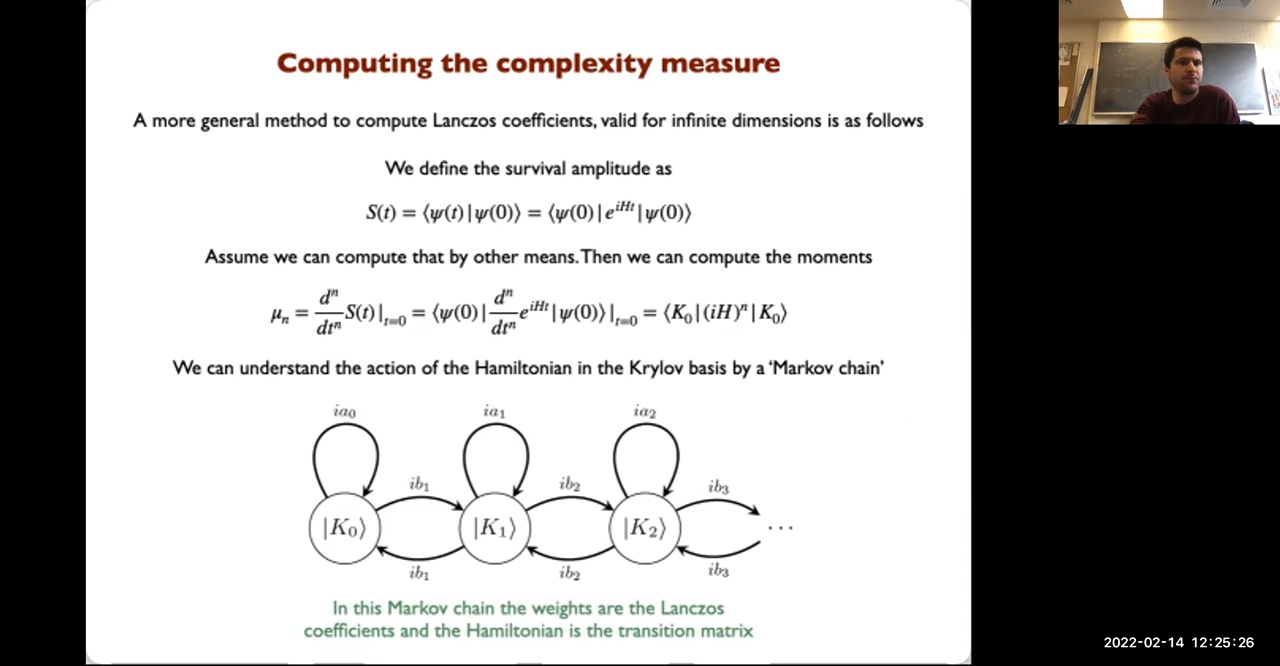 Computing the complexity measure
A more general method to compute Lanczos coefficients, valid for infinite dimensions is as follows
We define the survival amplitude as
S(t) = ⟨ψ(t)|ψ(0)⟩ = ⟨ψ(0)|e^{iHt}|ψ(0)⟩
Assume we can compute that by other means. Then we can compute the moments
μ_n = d^n/dt^n S(t)|_{t=0} = ⟨ψ(0)| d^n/dt^n e^{iHt}|ψ(0)⟩|_{t=0} = ⟨K_0|(iH)^n|K_0⟩
We can understand the action of the Hamiltonian in the Krylov basis by a 'Markov chain'
ia_0 ia_1 ia_2
ib_1 ib_2 ib_3
|K_0⟩ |K_1⟩ |K_2⟩ ...
ib_1 ib_2 ib_3
In this Markov chain the weights are the Lanczos
coefficients and the Hamiltonian is the transition matrix
2022-02-14 12:25:26